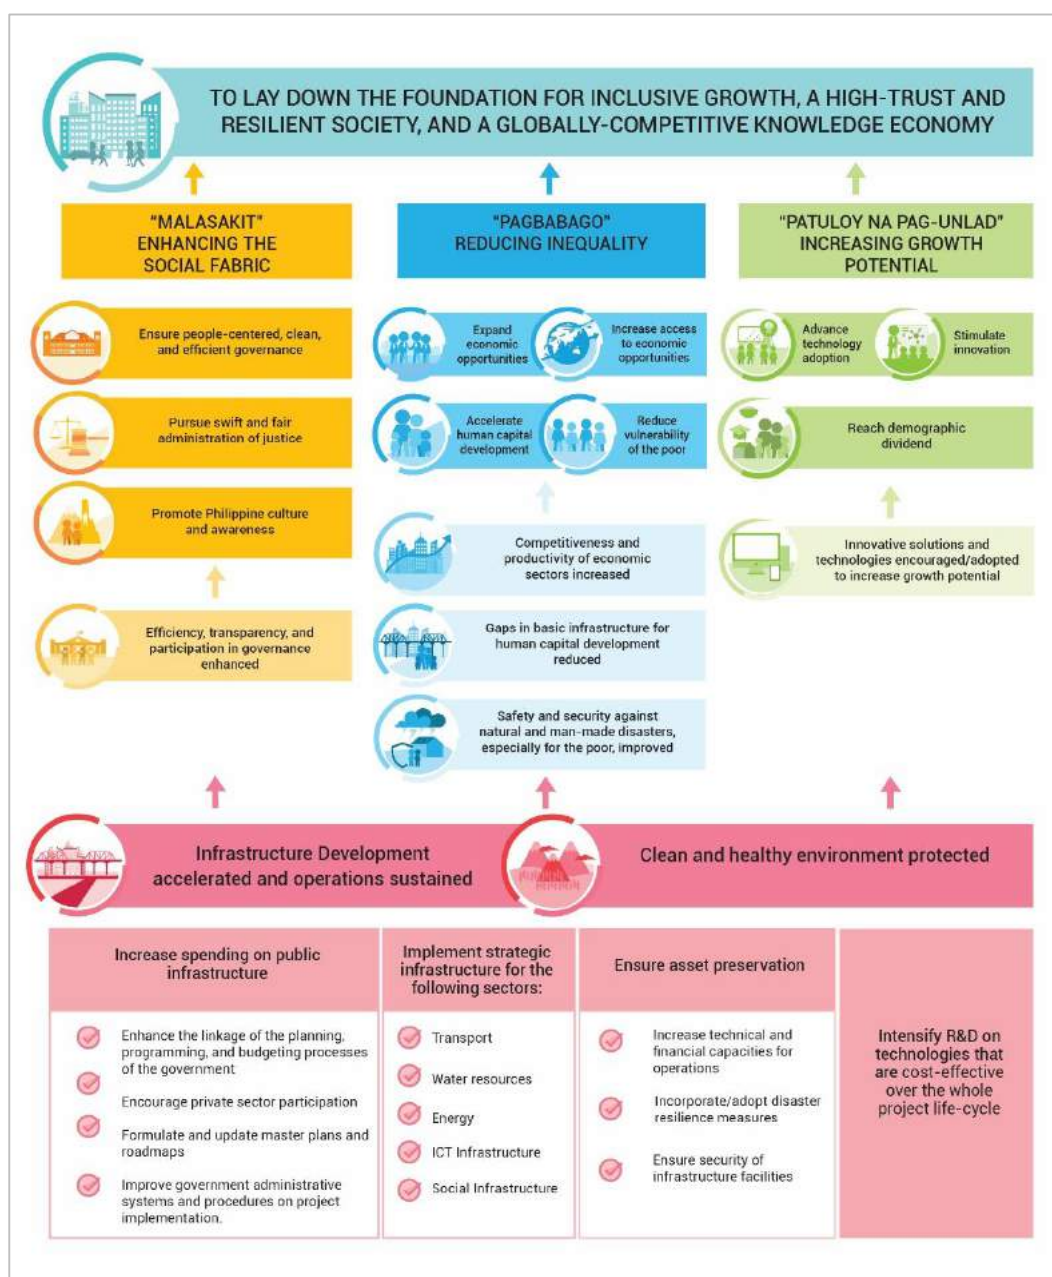 TO LAY DOWN THE FOUNDATION FOR INCLUSIVE GROWTH, A HIGH-TRUST AND
RESILIENT SOCIETY, AND A GLOBALLY-COMPETITIVE KNOWLEDGE ECONOMY
"MALASAKIT"
ENHANCING THE
SOCIAL FABRIC
"PAGBABAGO"
REDUCING INEQUALITY
"PATULOY NA PAG-UNLAD"
INCREASING GROWTH
POTENTIAL
Ensure people-centered, clean,
and efficient governance
Pursue swift and fair
administration of justice
Promote Philippine culture
and awareness
Efficiency, transparency, and
participation in governance
enhanced
Expand
economic
opportunities
Increase access
to economic
opportunities
Accelerate
human capital
development
Reduce
vulnerability
of the poor
Competitiveness and
productivity of economic
sectors increased
Gaps in basic infrastructure for
human capital development
reduced
Safety and security against
natural and man-made disasters,
especially for the poor, improved
Advance
technology
adoption
Stimulate
innovation
Reach demographic
dividend
Innovative solutions and
technologies encouraged/adopted
to increase growth potential
Infrastructure Development
accelerated and operations sustained
Clean and healthy environment protected
Increase spending on public
infrastructure
Enhance the linkage of the planning,
programming, and budgeting processes
of the government
Encourage private sector participation
Formulate and update master plans and
roadmaps
Improve government administrative
systems and procedures on project
implementation.
Implement strategic
infrastructure for the
following sectors:
Transport
Water resources
Energy
ICT Infrastructure
Social Infrastructure
Ensure asset preservation
Increase technical and
financial capacities for
operations
Incorporate/adopt disaster
resilience measures
Ensure security of
infrastructure facilities
Intensify R&D on
technologies that
are cost-effective
over the whole
project life-cycle